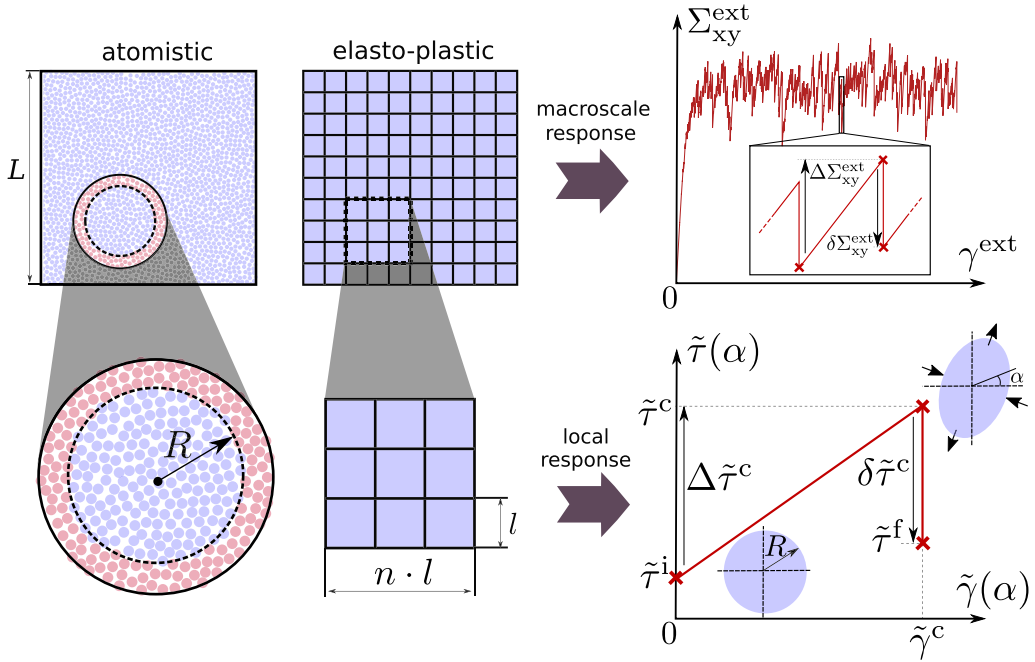 atomistic
elasto-plastic
L
macroscale
response
Σ^ext_xy
ΔΣ^ext_xy
δΣ^ext_xy
γ^ext
0
R
l
n · l
local
response
τ̃(α)
τ̃^c
Δτ̃^c
δτ̃^c
τ̃^f
τ̃^i
R
α
γ̃(α)
0
γ̃^c